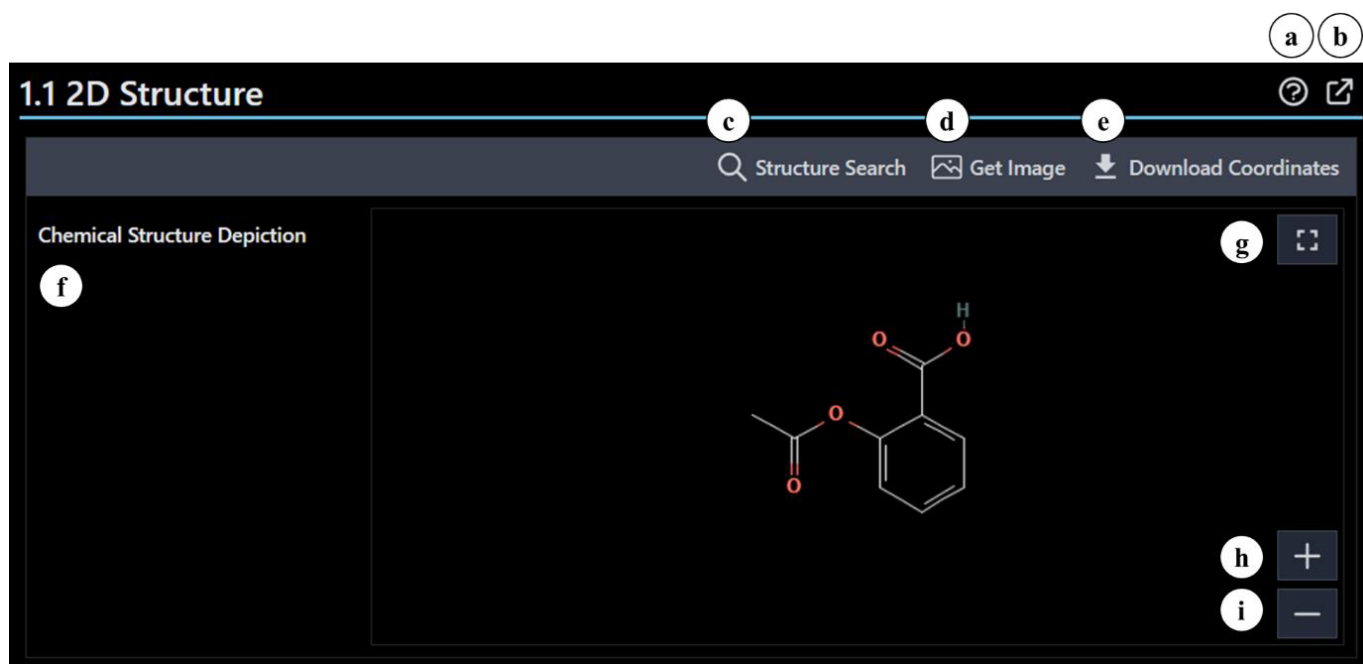 a b
1.1 2D Structure
c d e
Structure Search Get Image Download Coordinates
Chemical Structure Depiction
g
f
H
O O
O
O
h
i